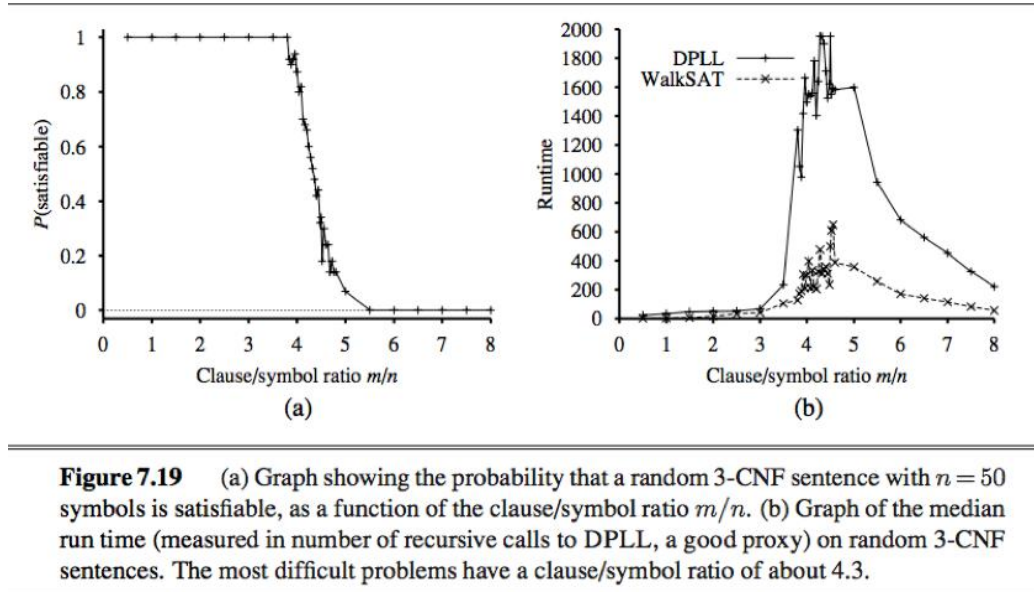 1
0.8
0.6
0.4
0.2
0
P(satisfiable)
0 1 2 3 4 5 6 7 8
Clause/symbol ratio m/n
(a)
2000
1800
1600
1400
1200
1000
800
600
400
200
0
Runtime
DPLL
WalkSAT
0 1 2 3 4 5 6 7 8
Clause/symbol ratio m/n
(b)
Figure 7.19 (a) Graph showing the probability that a random 3-CNF sentence with n = 50
symbols is satisfiable, as a function of the clause/symbol ratio m/n. (b) Graph of the median
run time (measured in number of recursive calls to DPLL, a good proxy) on random 3-CNF
sentences. The most difficult problems have a clause/symbol ratio of about 4.3.